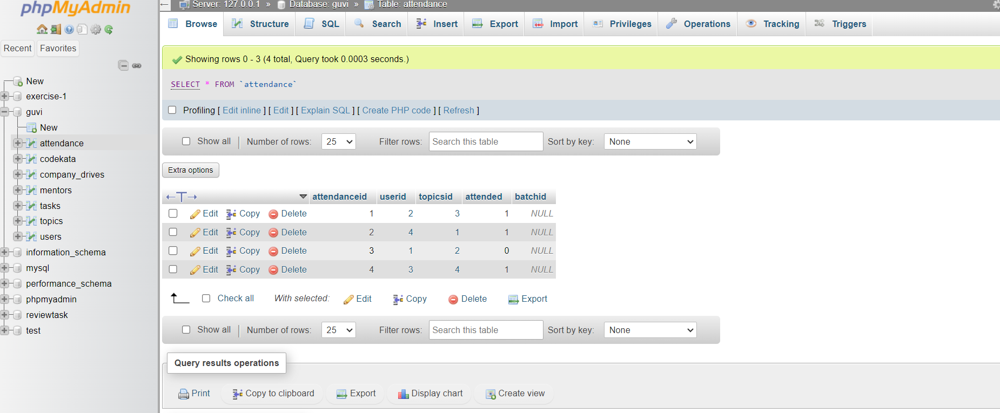 phpMyAdmin
Recent Favorites
New
exercise-1
guvi
New
attendance
codekata
company_drives
mentors
tasks
topics
users
information_schema
mysql
performance_schema
phpmyadmin
reviewtask
test
Server: 127.0.0.1 » Database: guvi » Table: attendance
Browse Structure SQL Search Insert Export Import Privileges Operations Tracking Triggers
Showing rows 0 - 3 (4 total, Query took 0.0003 seconds.)
SELECT * FROM `attendance`
Profiling [ Edit inline ] [ Edit ] [ Explain SQL ] [ Create PHP code ] [ Refresh ]
Show all Number of rows: 25 Filter rows: Search this table Sort by key: None
Extra options
←T→ attendanceid userid topicsid attended batchid
Edit Copy Delete 1 2 3 1 NULL
Edit Copy Delete 2 4 1 1 NULL
Edit Copy Delete 3 1 2 0 NULL
Edit Copy Delete 4 3 4 1 NULL
Check all With selected: Edit Copy Delete Export
Show all Number of rows: 25 Filter rows: Search this table Sort by key: None
Query results operations
Print Copy to clipboard Export Display chart Create view